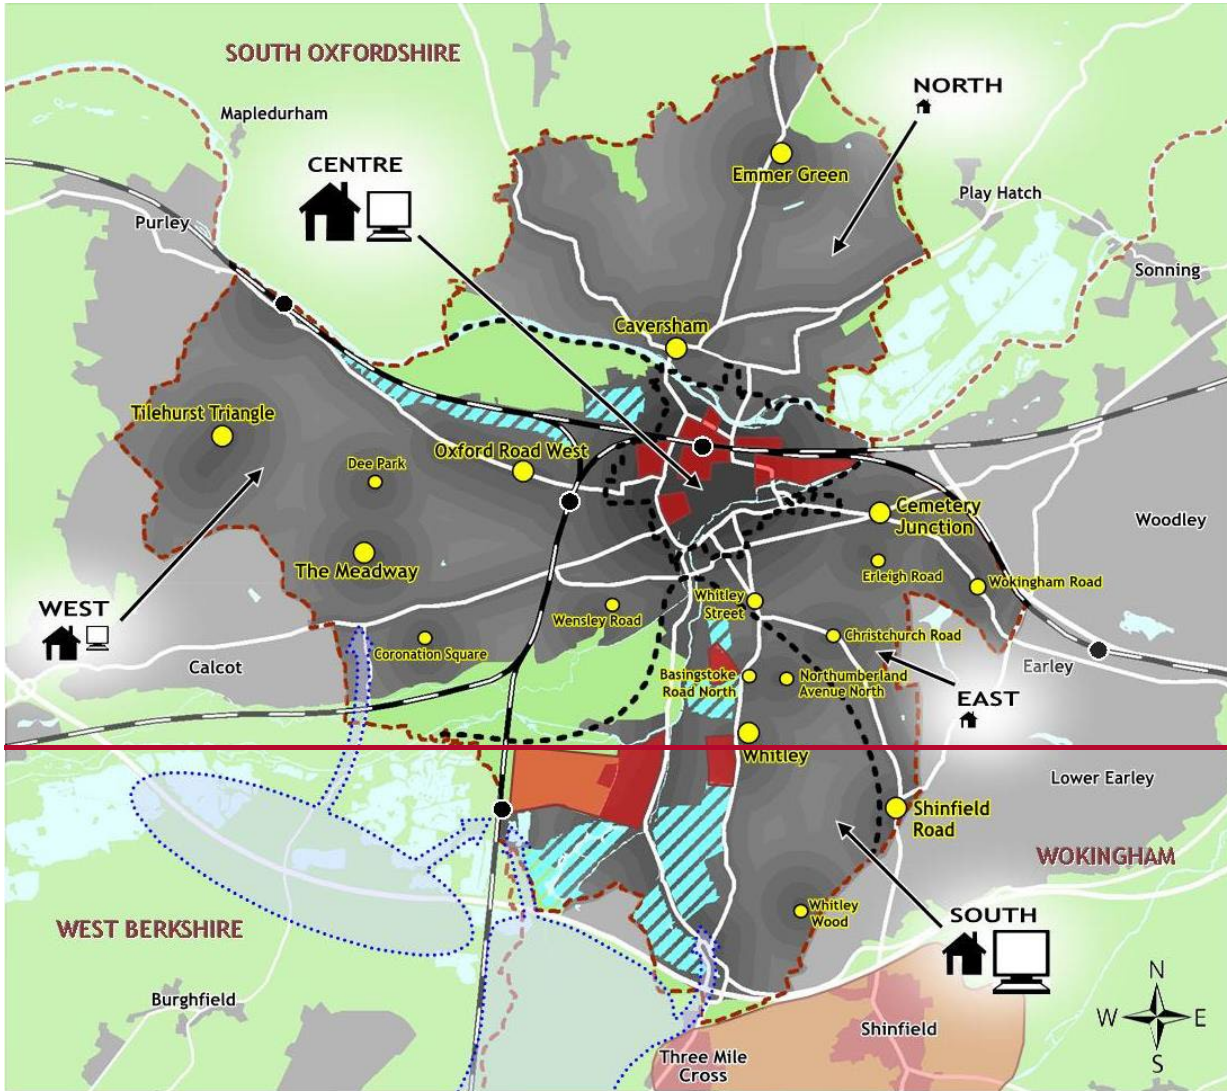 SOUTH OXFORDSHIRE
Mapledurham
NORTH
CENTRE
Emmer Green
Play Hatch
Purley
Sonning
Caversham
Tilehurst Triangle
Dee Park
Oxford Road West
Cemetery
Junction
Woodley
The Meadway
Erleigh Road
Wokingham Road
WEST
Wensley Road
Whitley
Street
Christchurch Road
Coronation Square
Calcot
Earley
Basingstoke
Road North
Northumberland
Avenue North
EAST
Whitley
Lower Earley
Shinfield
Road
WOKINGHAM
WEST BERKSHIRE
Whitley
Wood
SOUTH
Burghfield
Shinfield
Three Mile
Cross
N
W
E
S